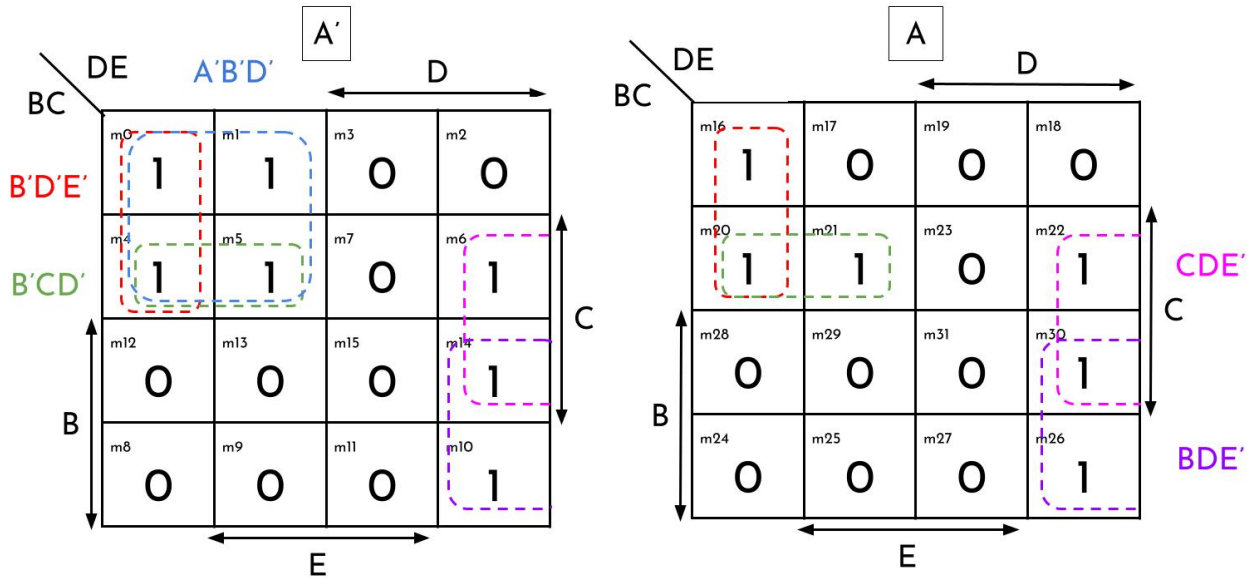 A' A
DE A'B'D' D DE D
BC BC
m0 m1 m3 m2 m16 m17 m19 m18
B'D'E' 1 1 0 0 1 0 0 0
m4 m5 m7 m6 m20 m21 m23 m22
B'CD' 1 1 0 1 1 1 0 1 CDE'
C C
m12 m13 m15 m14 m28 m29 m31 m30
0 0 0 1 0 0 0 1
B B
m8 m9 m11 m10 m24 m25 m27 m26
0 0 0 1 0 0 0 1 BDE'
E E